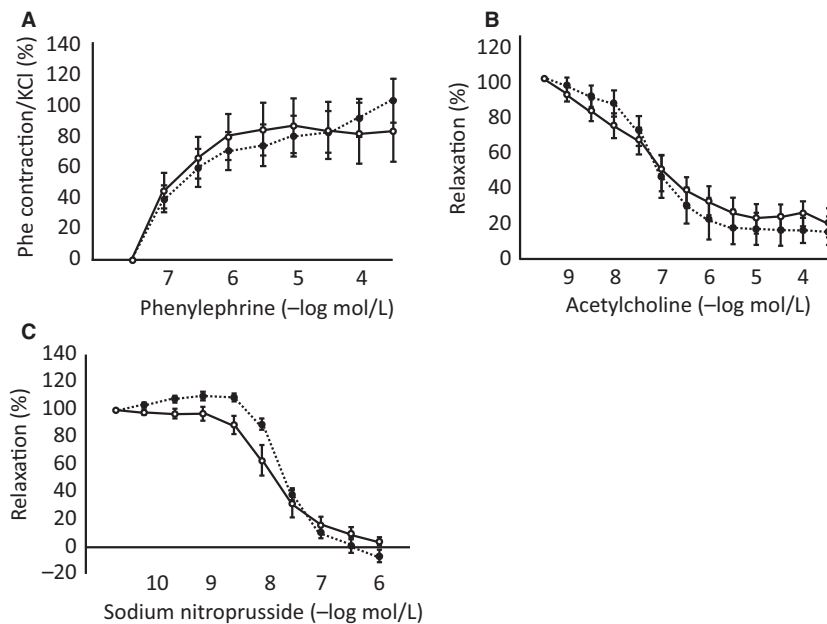 A
140
120
100
80
60
40
20
0
Phe contraction/KCl (%)
7 6 5 4
Phenylephrine (–log mol/L)
B
120
100
80
60
40
20
0
Relaxation (%)
9 8 7 6 5 4
Acetylcholine (–log mol/L)
C
140
120
100
80
60
40
20
0
–20
Relaxation (%)
10 9 8 7 6
Sodium nitroprusside (–log mol/L)